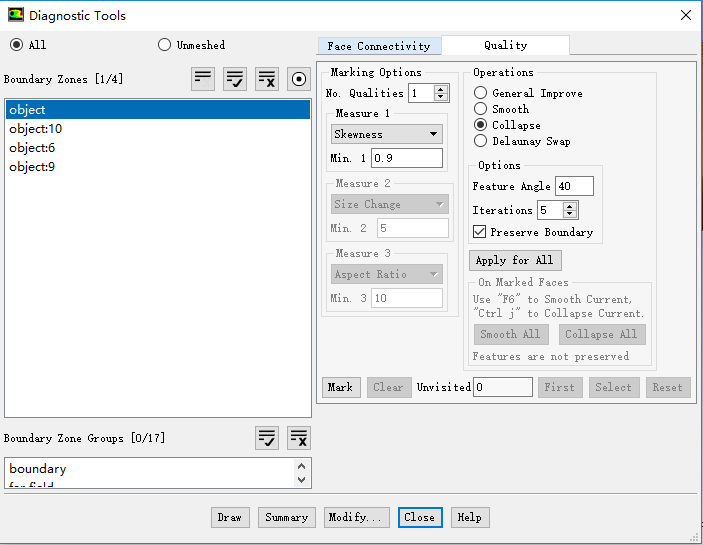 Diagnostic Tools
All
Unmeshed
Boundary Zones [1/4]
object
object:10
object:6
object:9
Boundary Zone Groups [0/17]
boundary
far_field
Face Connectivity
Quality
Marking Options
No. Qualities 1
Measure 1
Skewness
Min. 1 0.9
Measure 2
Size Change
Min. 2 5
Measure 3
Aspect Ratio
Min. 3 10
Operations
General Improve
Smooth
Collapse
Delaunay Swap
Options
Feature Angle 40
Iterations 5
Preserve Boundary
Apply for All
On Marked Faces
Use "F6" to Smooth Current,
"Ctrl j" to Collapse Current.
Smooth All Collapse All
Features are not preserved
Mark Clear Unvisited 0 First Select Reset
Draw Summary Modify... Close Help